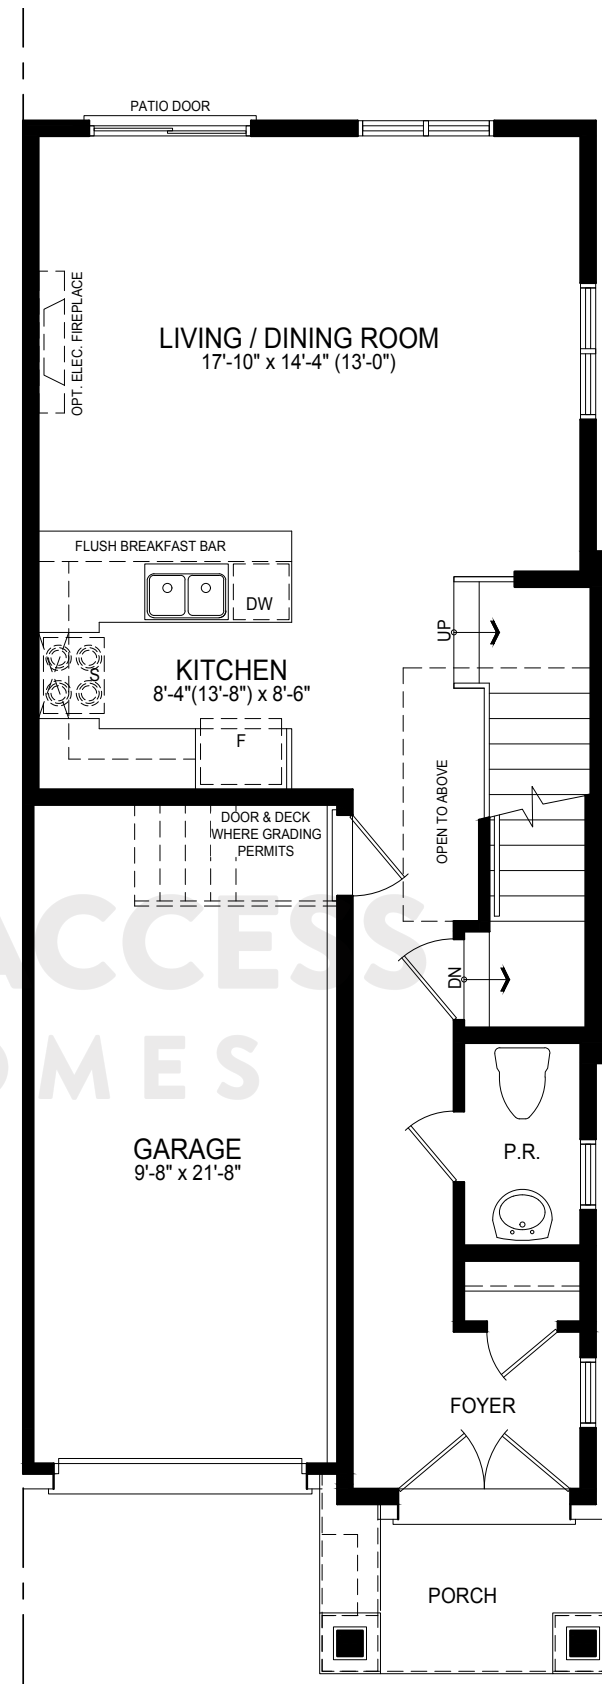 PATIO DOOR
OPT. ELEC. FIREPLACE
LIVING / DINING ROOM
17'-10" x 14'-4" (13'-0")
FLUSH BREAKFAST BAR
DW
UP
S
KITCHEN
8'-4"(13'-8") x 8'-6"
F
OPEN TO ABOVE
DOOR & DECK
WHERE GRADING
PERMITS
ACCESS
OMES
DN
P.R.
GARAGE
9'-8" x 21'-8"
FOYER
PORCH